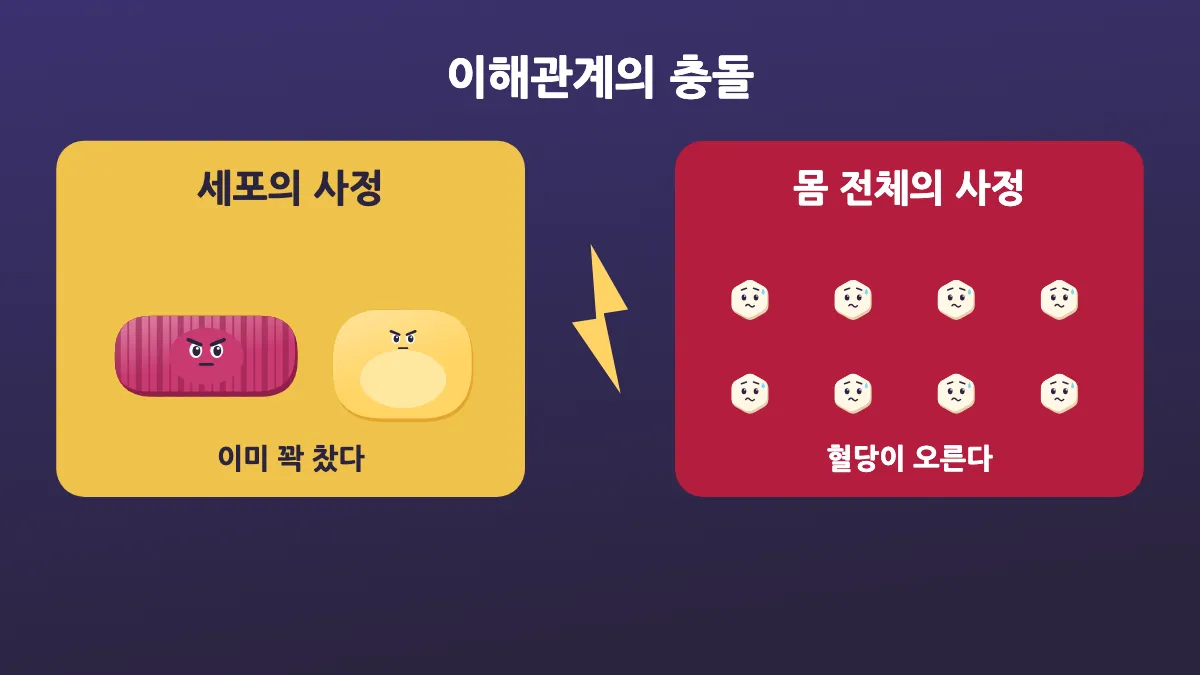 이해관계의 충돌
세포의 사정
이미 꽉 찼다
몸 전체의 사정
혈당이 오른다